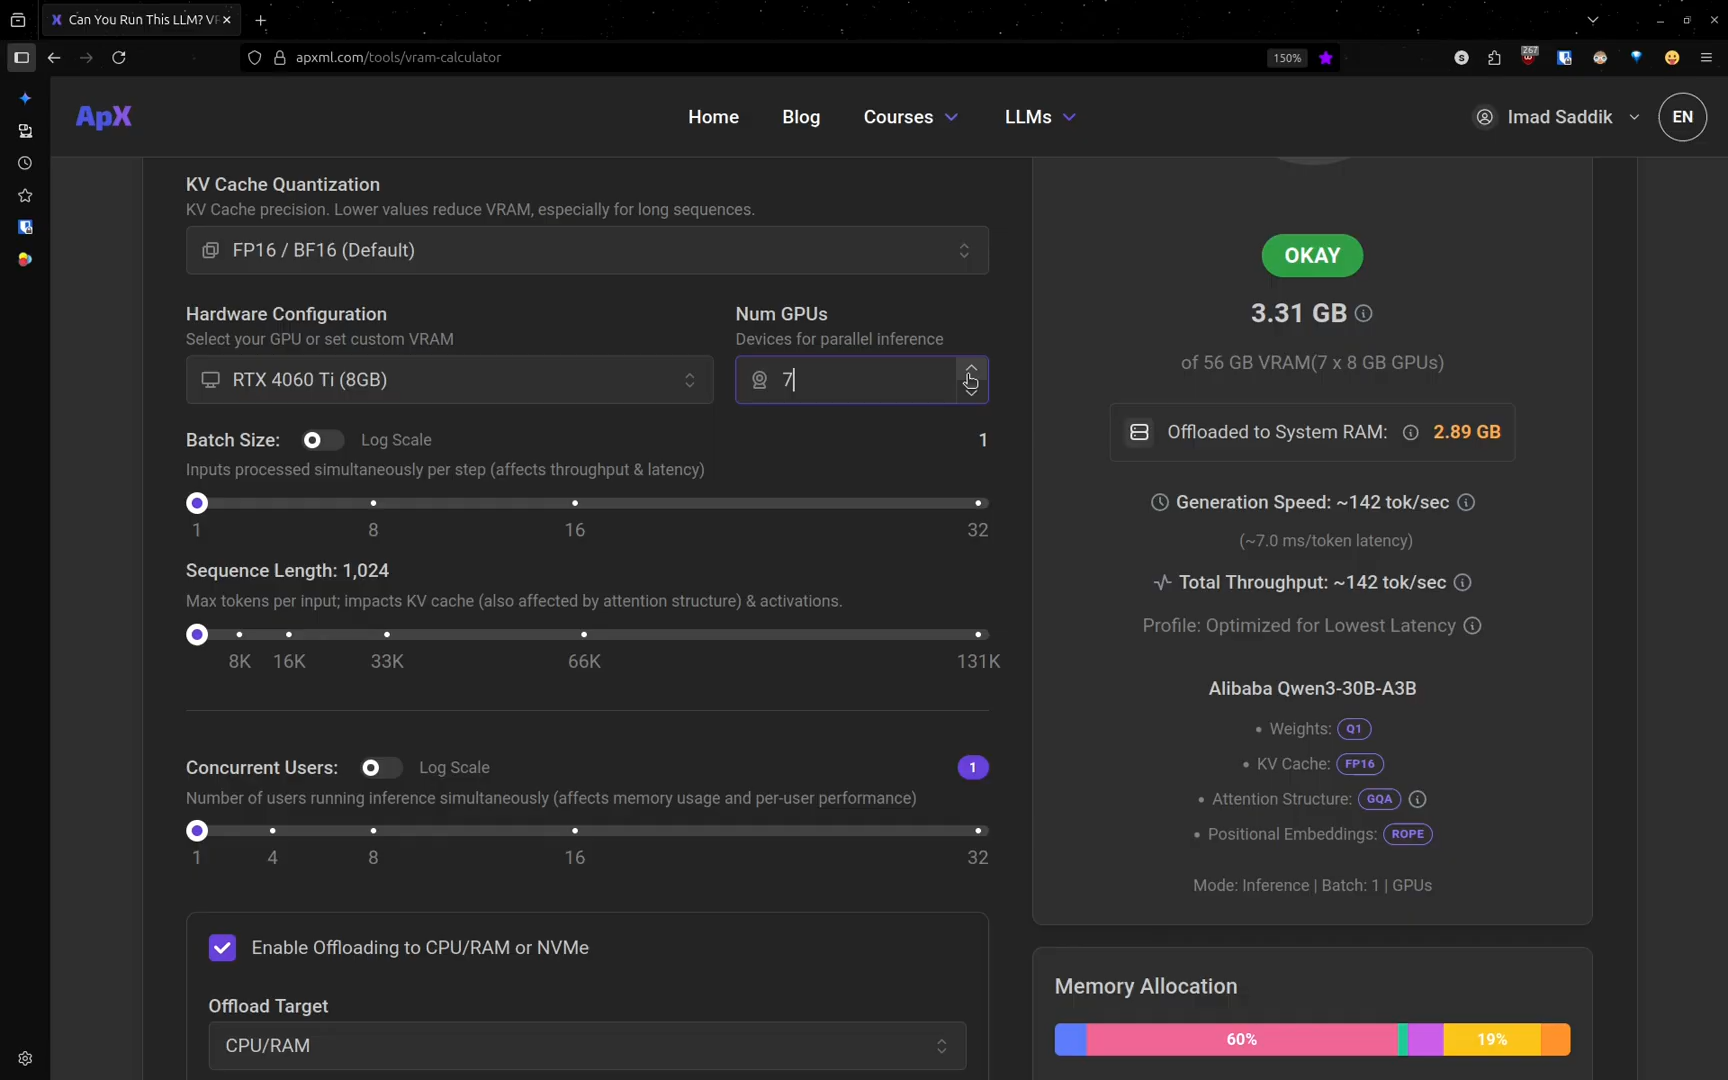 Can You Run This LLM? VF
267
apxml.com/tools/vram-calculator
150%
S
ApX
Home
Blog
Courses
LLMs
Imad Saddik
EN
KV Cache Quantization
KV Cache precision. Lower values reduce VRAM, especially for long sequences.
FP16 / BF16 (Default)
Hardware Configuration
Select your GPU or set custom VRAM
RTX 4060 Ti (8GB)
Num GPUs
Devices for parallel inference
7
Batch Size:
Log Scale
1
Inputs processed simultaneously per step (affects throughput & latency)
1
8
16
32
Sequence Length: 1,024
Max tokens per input; impacts KV cache (also affected by attention structure) & activations.
8K
16K
33K
66K
131K
Concurrent Users:
Log Scale
1
Number of users running inference simultaneously (affects memory usage and per-user performance)
1
4
8
16
32
Enable Offloading to CPU/RAM or NVMe
Offload Target
CPU/RAM
OKAY
3.31 GB
of 56 GB VRAM(7 x 8 GB GPUs)
Offloaded to System RAM: 2.89 GB
Generation Speed: ~142 tok/sec
(~7.0 ms/token latency)
Total Throughput: ~142 tok/sec
Profile: Optimized for Lowest Latency
Alibaba Qwen3-30B-A3B
• Weights: Q1
• KV Cache: FP16
• Attention Structure: GQA
• Positional Embeddings: ROPE
Mode: Inference | Batch: 1 | GPUs
Memory Allocation
60%
19%